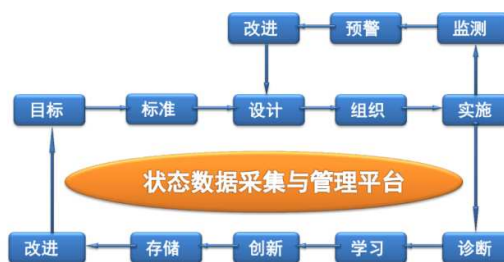 改进 预警 监测
目标 标准 设计 组织 实施
状态数据采集与管理平台
改进 存储 创新 学习 诊断